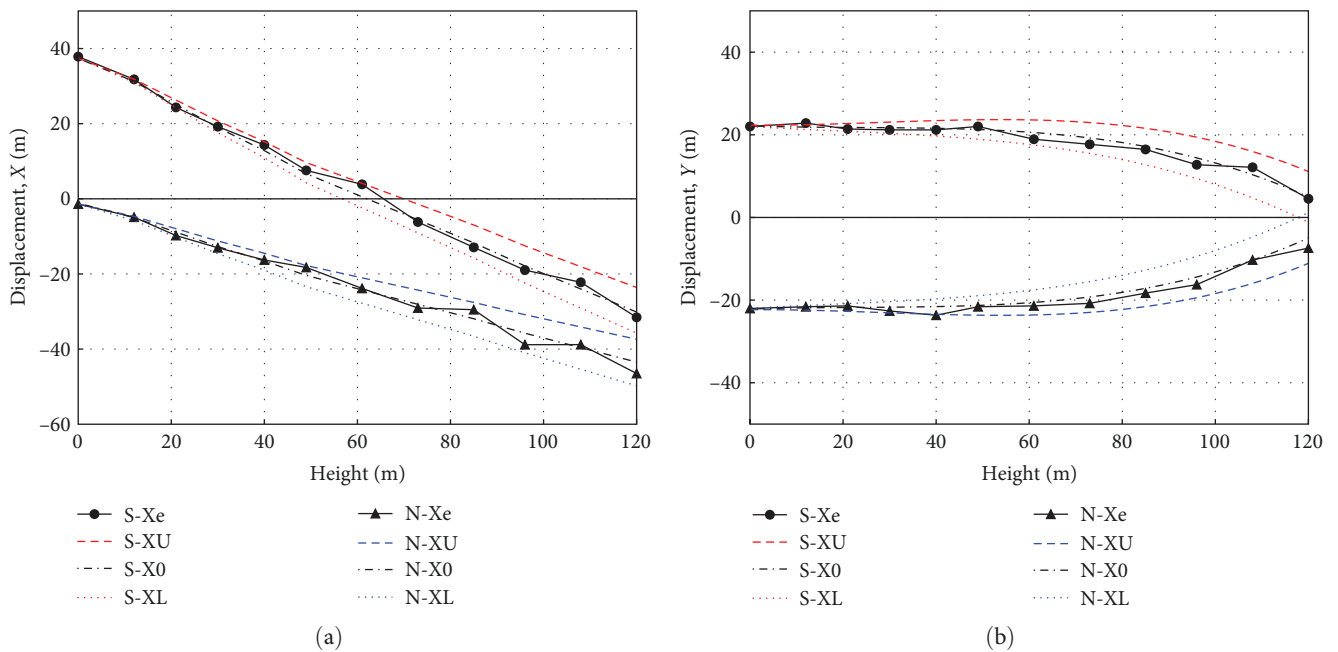 40
20
0
−20
−40
−60
Displacement, X (m)
0
20
40
60
80
100
120
Height (m)
S-Xe
S-XU
S-X0
S-XL
N-Xe
N-XU
N-X0
N-XL
(a)
40
20
0
−20
−40
Displacement, Y (m)
0
20
40
60
80
100
120
Height (m)
S-Xe
S-XU
S-X0
S-XL
N-Xe
N-XU
N-X0
N-XL
(b)